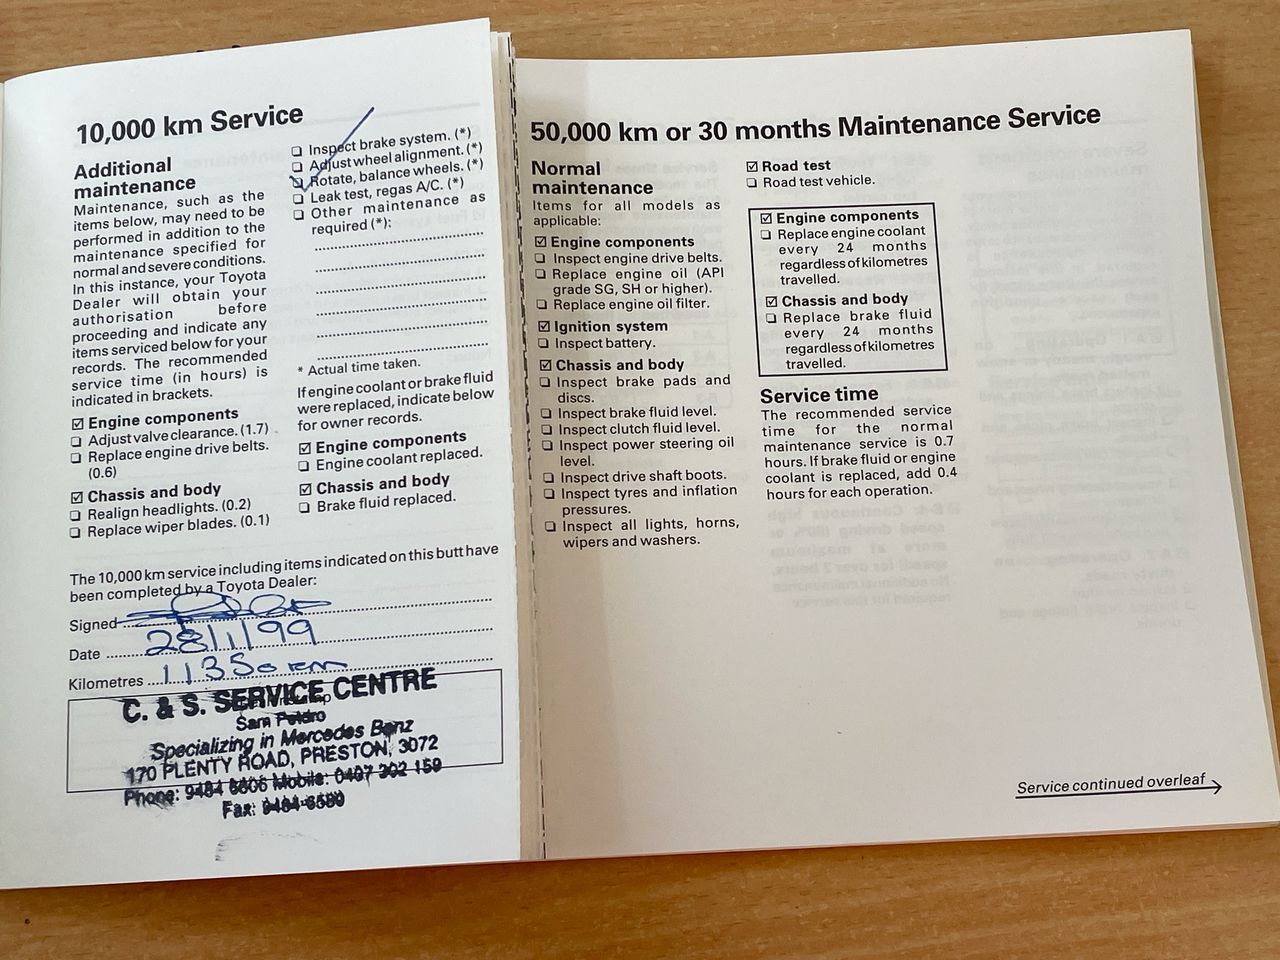 10,000 km Service
Additional
maintenance
Maintenance, such as the
items below, may need to be
performed in addition to the
maintenance specified for
normal and severe conditions.
In this instance, your Toyota
Dealer will obtain your
authorisation before
proceeding and indicate any
items serviced below for your
records. The recommended
service time (in hours) is
indicated in brackets.
☑ Engine components
❏ Adjust valve clearance. (1.7)
❏ Replace engine drive belts.
(0.6)
☑ Chassis and body
❏ Realign headlights. (0.2)
❏ Replace wiper blades. (0.1)
❏ Inspect brake system. (*)
❏ Adjust wheel alignment. (*)
❏ Rotate, balance wheels. (*)
❏ Leak test, regas A/C. (*)
❏ Other maintenance as
required (*):
* Actual time taken.
If engine coolant or brake fluid
were replaced, indicate below
for owner records.
☑ Engine components
❏ Engine coolant replaced.
☑ Chassis and body
❏ Brake fluid replaced.
The 10,000 km service including items indicated on this butt have
been completed by a Toyota Dealer:
Signed
Date 28/1/99
Kilometres 11350 km
C. & S. SERVICE CENTRE
Sam Peldro
Specializing in Mercedes Benz
170 PLENTY ROAD, PRESTON, 3072
Phone: 9484 6606 Mobile: 0407 302 159
Fax: 9484-6580
50,000 km or 30 months Maintenance Service
Normal
maintenance
Items for all models as
applicable:
☑ Engine components
❏ Inspect engine drive belts.
❏ Replace engine oil (API
grade SG, SH or higher).
❏ Replace engine oil filter.
☑ Ignition system
❏ Inspect battery.
☑ Chassis and body
❏ Inspect brake pads and
discs.
❏ Inspect brake fluid level.
❏ Inspect clutch fluid level.
❏ Inspect power steering oil
level.
❏ Inspect drive shaft boots.
❏ Inspect tyres and inflation
pressures.
❏ Inspect all lights, horns,
wipers and washers.
☑ Road test
❏ Road test vehicle.
☑ Engine components
❏ Replace engine coolant
every 24 months
regardless of kilometres
travelled.
☑ Chassis and body
❏ Replace brake fluid
every 24 months
regardless of kilometres
travelled.
Service time
The recommended service
time for the normal
maintenance service is 0.7
hours. If brake fluid or engine
coolant is replaced, add 0.4
hours for each operation.
Service continued overleaf